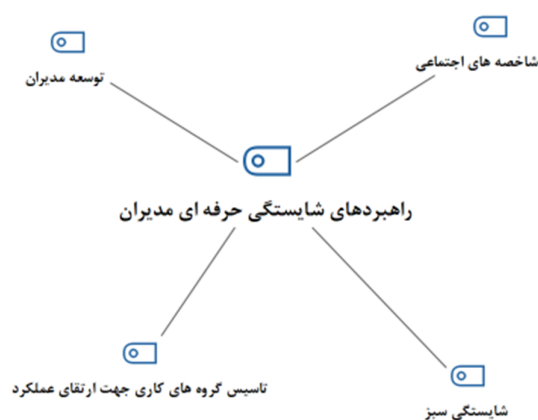 شاخصه های اجتماعی
توسعه مدیران
راهبردهای شایستگی حرفه ای مدیران
تاسیس گروه های کاری جهت ارتقای عملکرد
شایستگی سبز